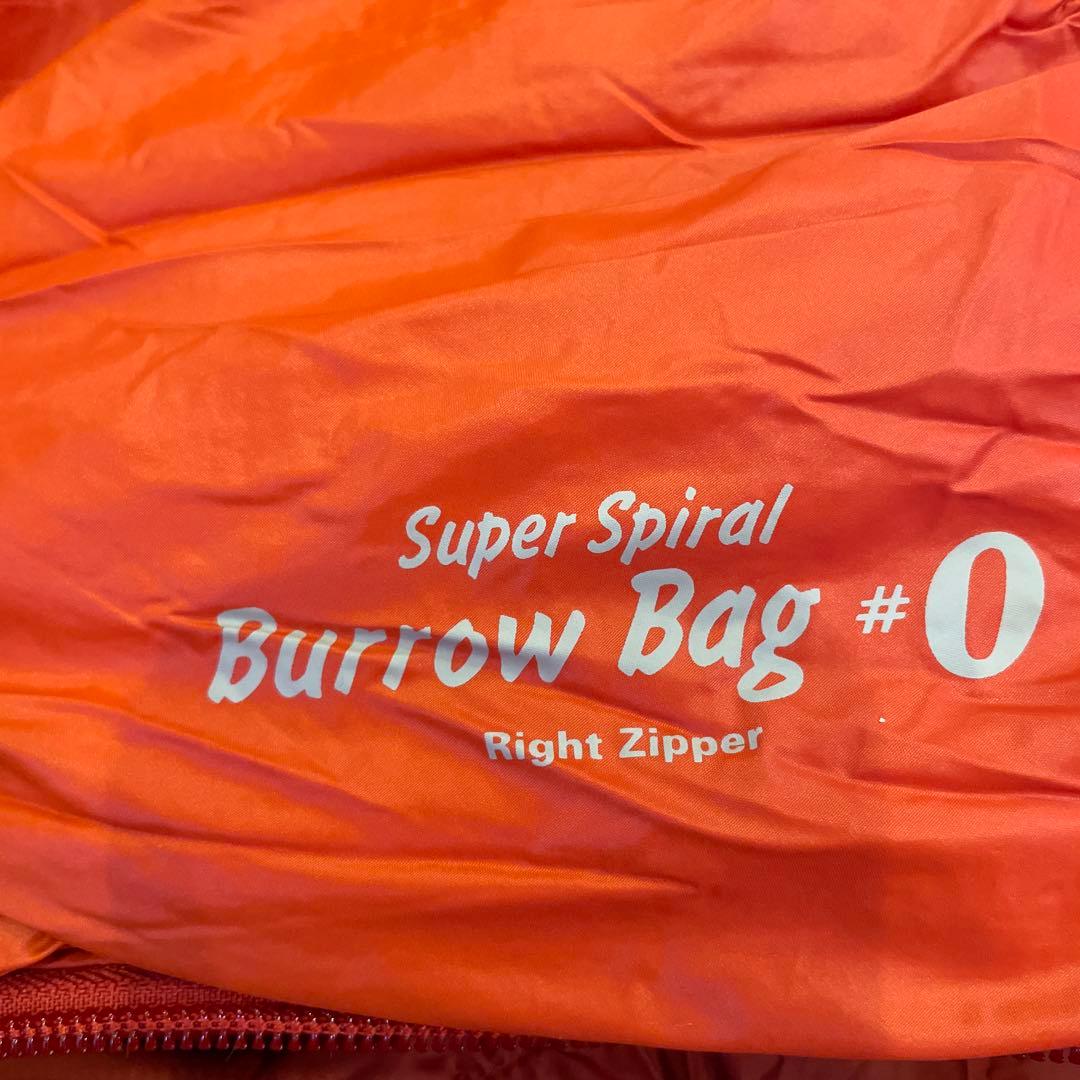 Super Spiral
Burrow Bag #0
Right Zipper